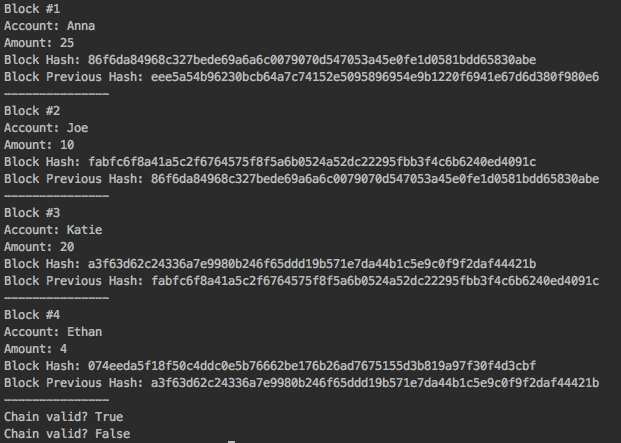 Block #1
Account: Anna
Amount: 25
Block Hash: 86f6da84968c327bede69a6a6c0079070d547053a45e0fe1d0581bdd65830abe
Block Previous Hash: eee5a54b96230bcb64a7c74152e5095896954e9b1220f6941e67d6d380f980e6
---------------
Block #2
Account: Joe
Amount: 10
Block Hash: fabfc6f8a41a5c2f6764575f8f5a6b0524a52dc22295fbb3f4c6b6240ed4091c
Block Previous Hash: 86f6da84968c327bede69a6a6c0079070d547053a45e0fe1d0581bdd65830abe
---------------
Block #3
Account: Katie
Amount: 20
Block Hash: a3f63d62c24336a7e9980b246f65ddd19b571e7da44b1c5e9c0f9f2daf44421b
Block Previous Hash: fabfc6f8a41a5c2f6764575f8f5a6b0524a52dc22295fbb3f4c6b6240ed4091c
---------------
Block #4
Account: Ethan
Amount: 4
Block Hash: 074eeda5f18f50c4ddc0e5b76662be176b26ad7675155d3b819a97f30f4d3cbf
Block Previous Hash: a3f63d62c24336a7e9980b246f65ddd19b571e7da44b1c5e9c0f9f2daf44421b
---------------
Chain valid? True
Chain valid? False